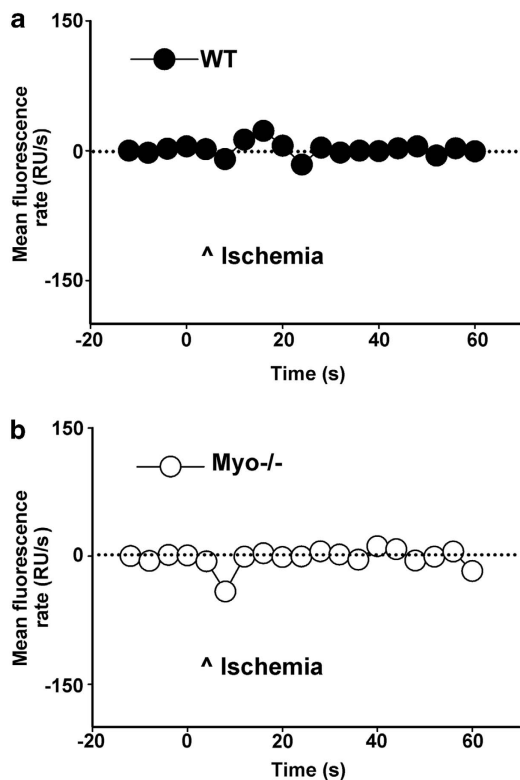 a
150
WT
Mean fluorescence
rate (RU/s)
0
^ Ischemia
-150
-20
0
20
40
60
Time (s)
b
150
Myo-/-
Mean fluorescence
rate (RU/s)
0
^ Ischemia
-150
-20
0
20
40
60
Time (s)